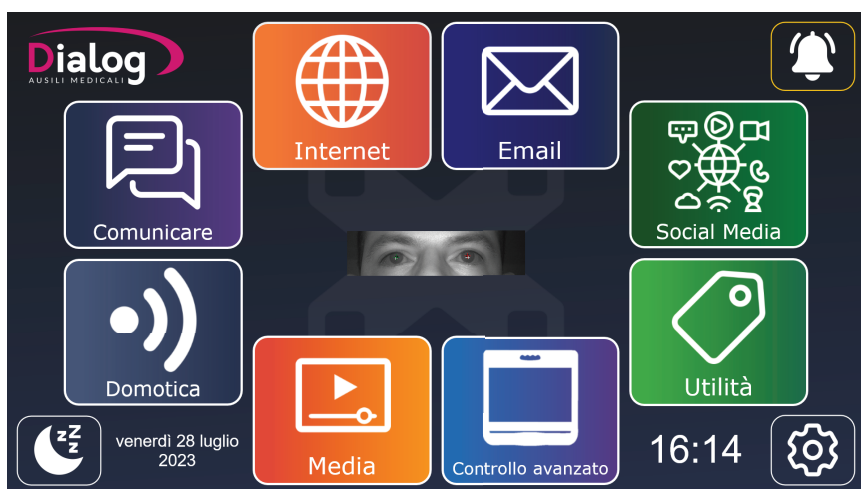 Dialog
AUSILI MEDICALI
Internet
Email
Comunicare
Social Media
Domotica
Utilità
Media
Controllo avanzato
zZz
venerdì 28 luglio
2023
16:14